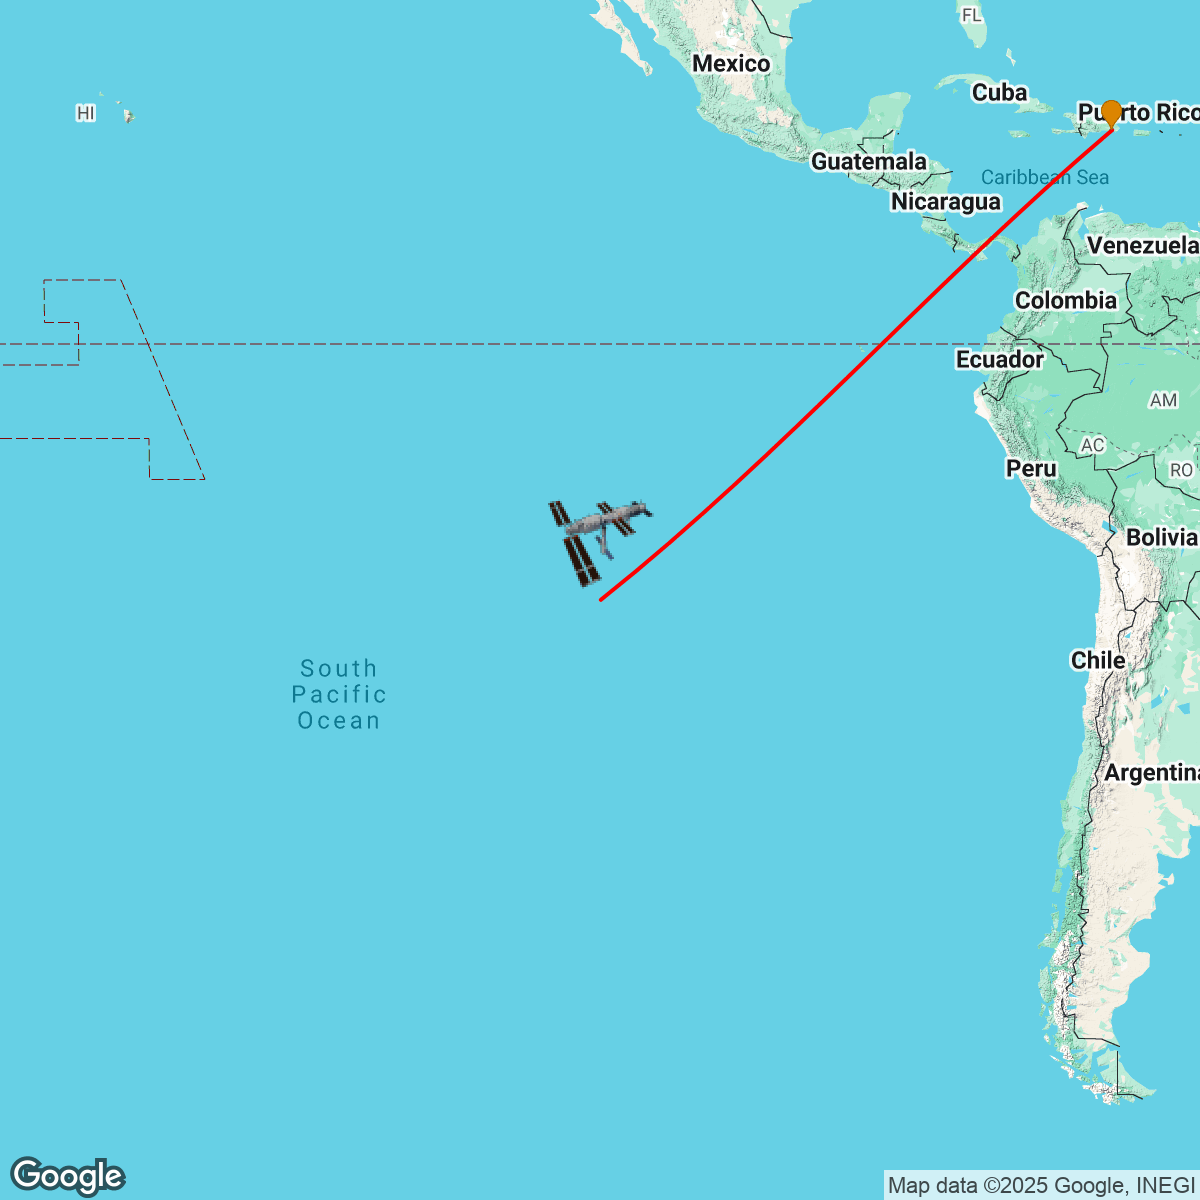 FL
Mexico
Cuba
HI
Puerto Rico
Guatemala
Caribbean Sea
Nicaragua
Venezuela
Colombia
Ecuador
AM
AC
Peru
RO
Bolivia
South
Pacific
Ocean
Chile
Argentina
Google
Map data ©2025 Google, INEGI